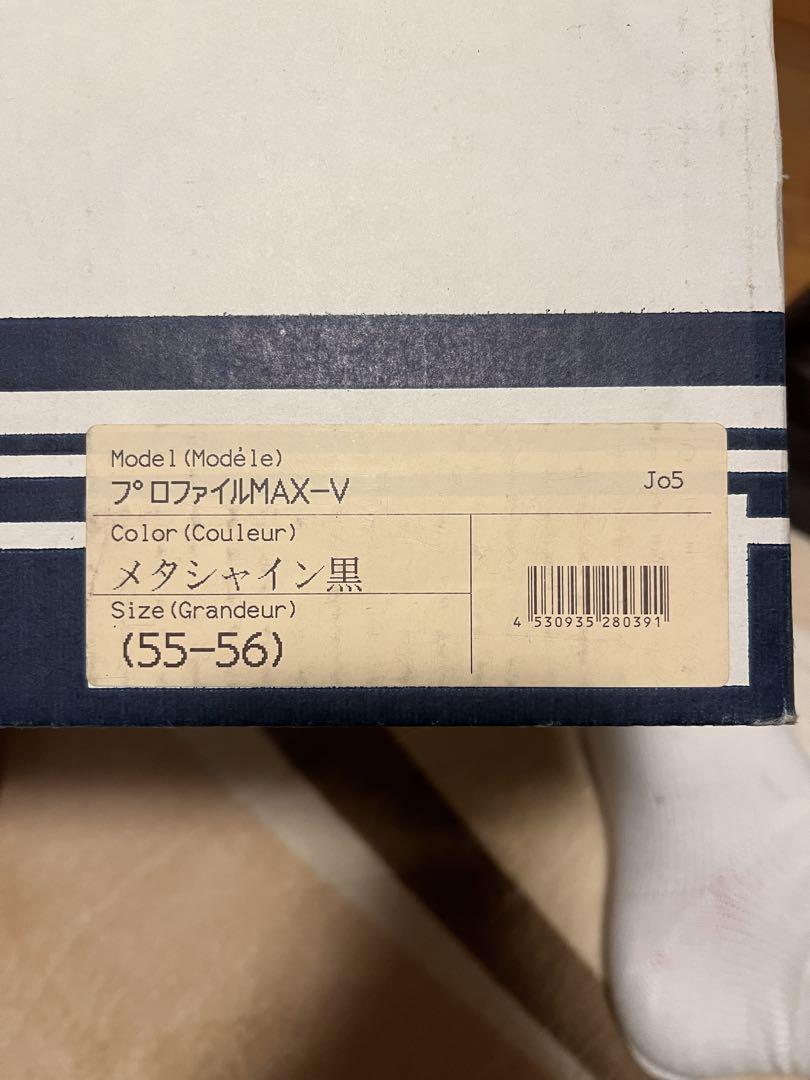 Model(Modéle)
プロファイルMAX-V
Jo5
Color(Couleur)
メタシャイン黒
Size(Grandeur)
(55-56)
4 530935 280391